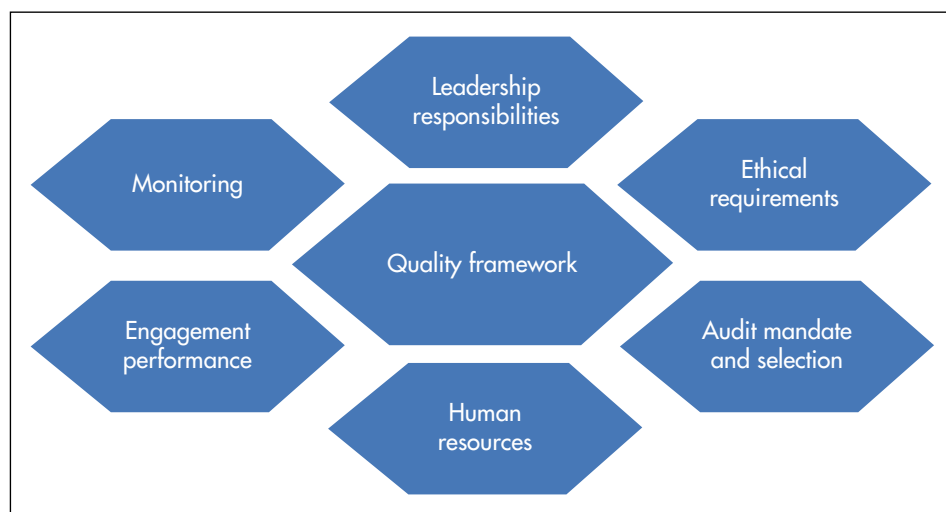 Leadership
responsibilities
Monitoring
Ethical
requirements
Quality framework
Engagement
performance
Audit mandate
and selection
Human
resources